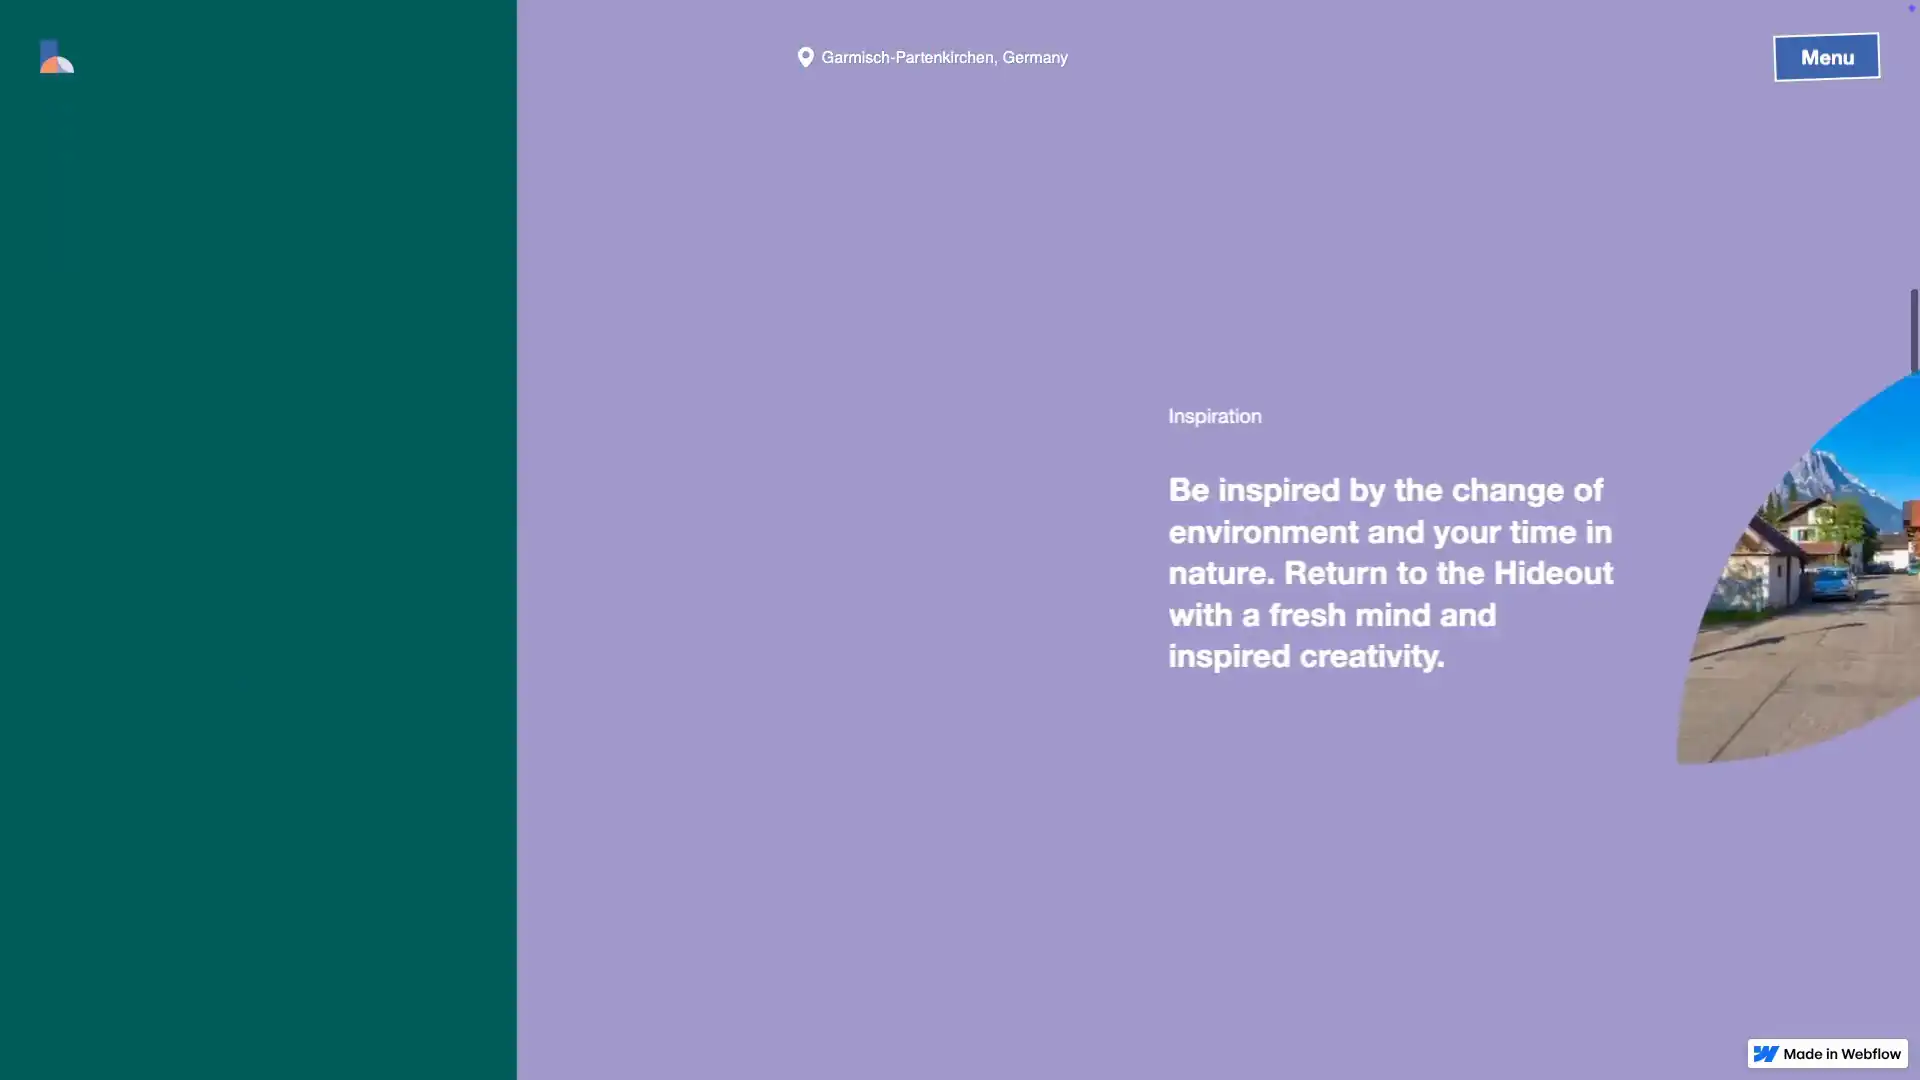 Garmisch-Partenkirchen, Germany
Menu
Inspiration
Be inspired by the change of
environment and your time in
nature. Return to the Hideout
with a fresh mind and
inspired creativity.
Made in Webflow